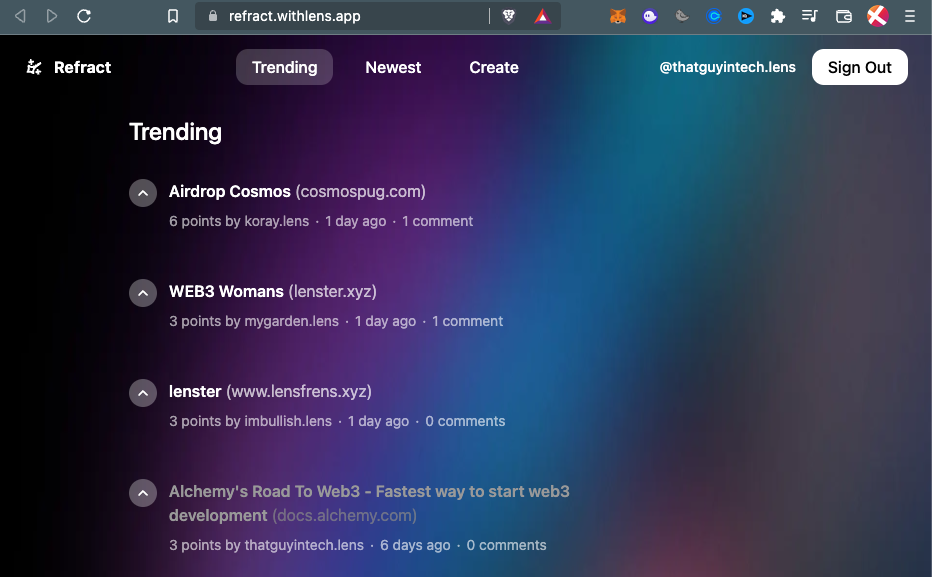 refract.withlens.app
Refract
Trending
Newest
Create
@thatguyintech.lens
Sign Out
Trending
Airdrop Cosmos (cosmospug.com)
6 points by koray.lens · 1 day ago · 1 comment
WEB3 Womans (lenster.xyz)
3 points by mygarden.lens · 1 day ago · 1 comment
lenster (www.lensfrens.xyz)
3 points by imbullish.lens · 1 day ago · 0 comments
Alchemy's Road To Web3 - Fastest way to start web3
development (docs.alchemy.com)
3 points by thatguyintech.lens · 6 days ago · 0 comments